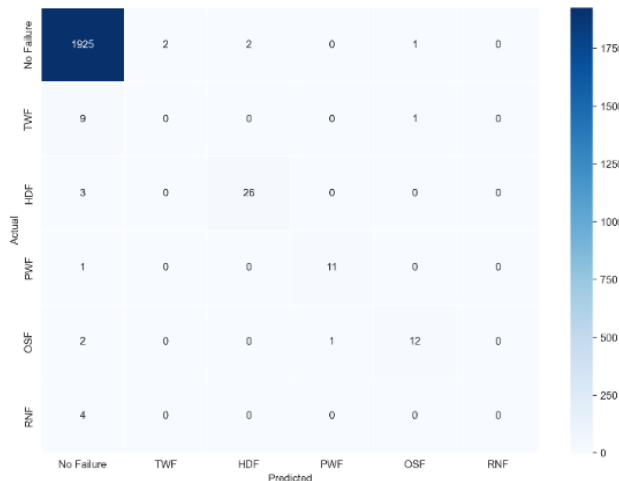 No Failure 1925 2 2 0 1 0
TWF 9 0 0 0 1 0
HDF 3 0 26 0 0 0
PWF 1 0 0 11 0 0
OSF 2 0 0 1 12 0
RNF 4 0 0 0 0 0
No Failure TWF HDF PWF OSF RNF
Predicted
Actual
1750
1500
1250
1000
750
500
250
0